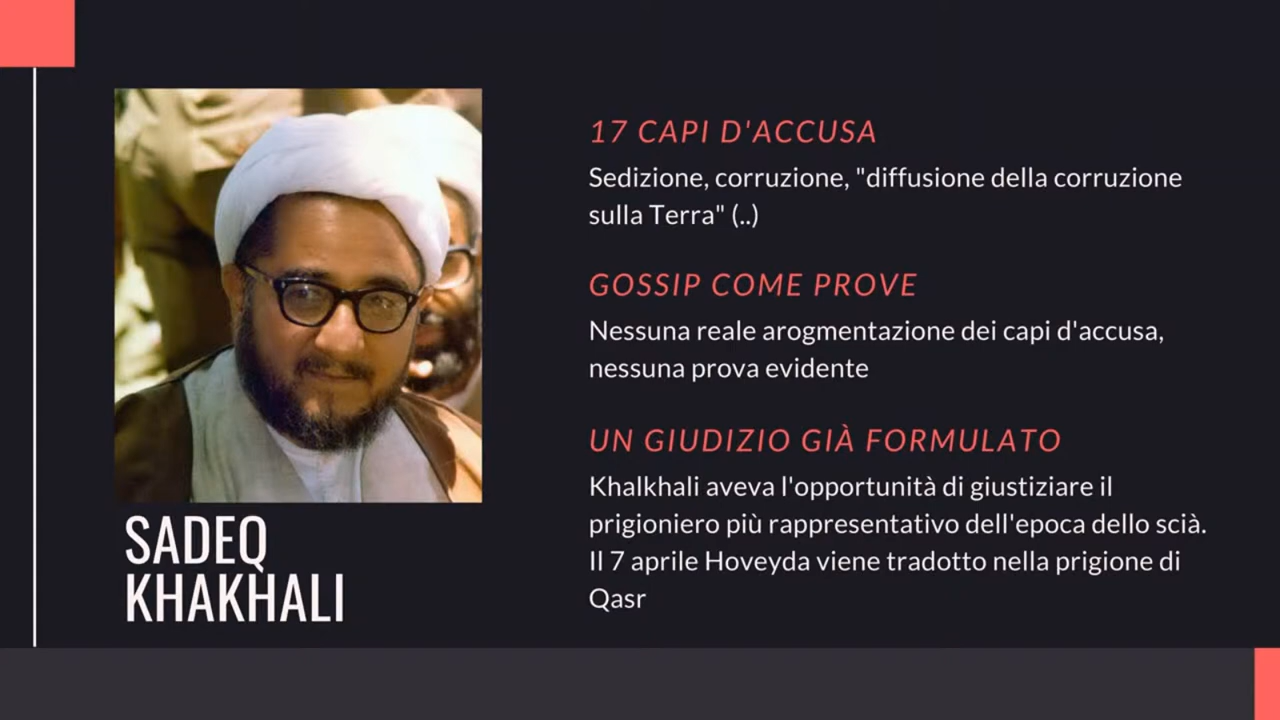 17 CAPI D'ACCUSA
Sedizione, corruzione, "diffusione della corruzione
sulla Terra" (..)
GOSSIP COME PROVE
Nessuna reale arogmentazione dei capi d'accusa,
nessuna prova evidente
UN GIUDIZIO GIÀ FORMULATO
Khalkhali aveva l'opportunità di giustiziare il
prigioniero più rappresentativo dell'epoca dello scià.
Il 7 aprile Hoveyda viene tradotto nella prigione di
Qasr
SADEQ
KHAKHALI